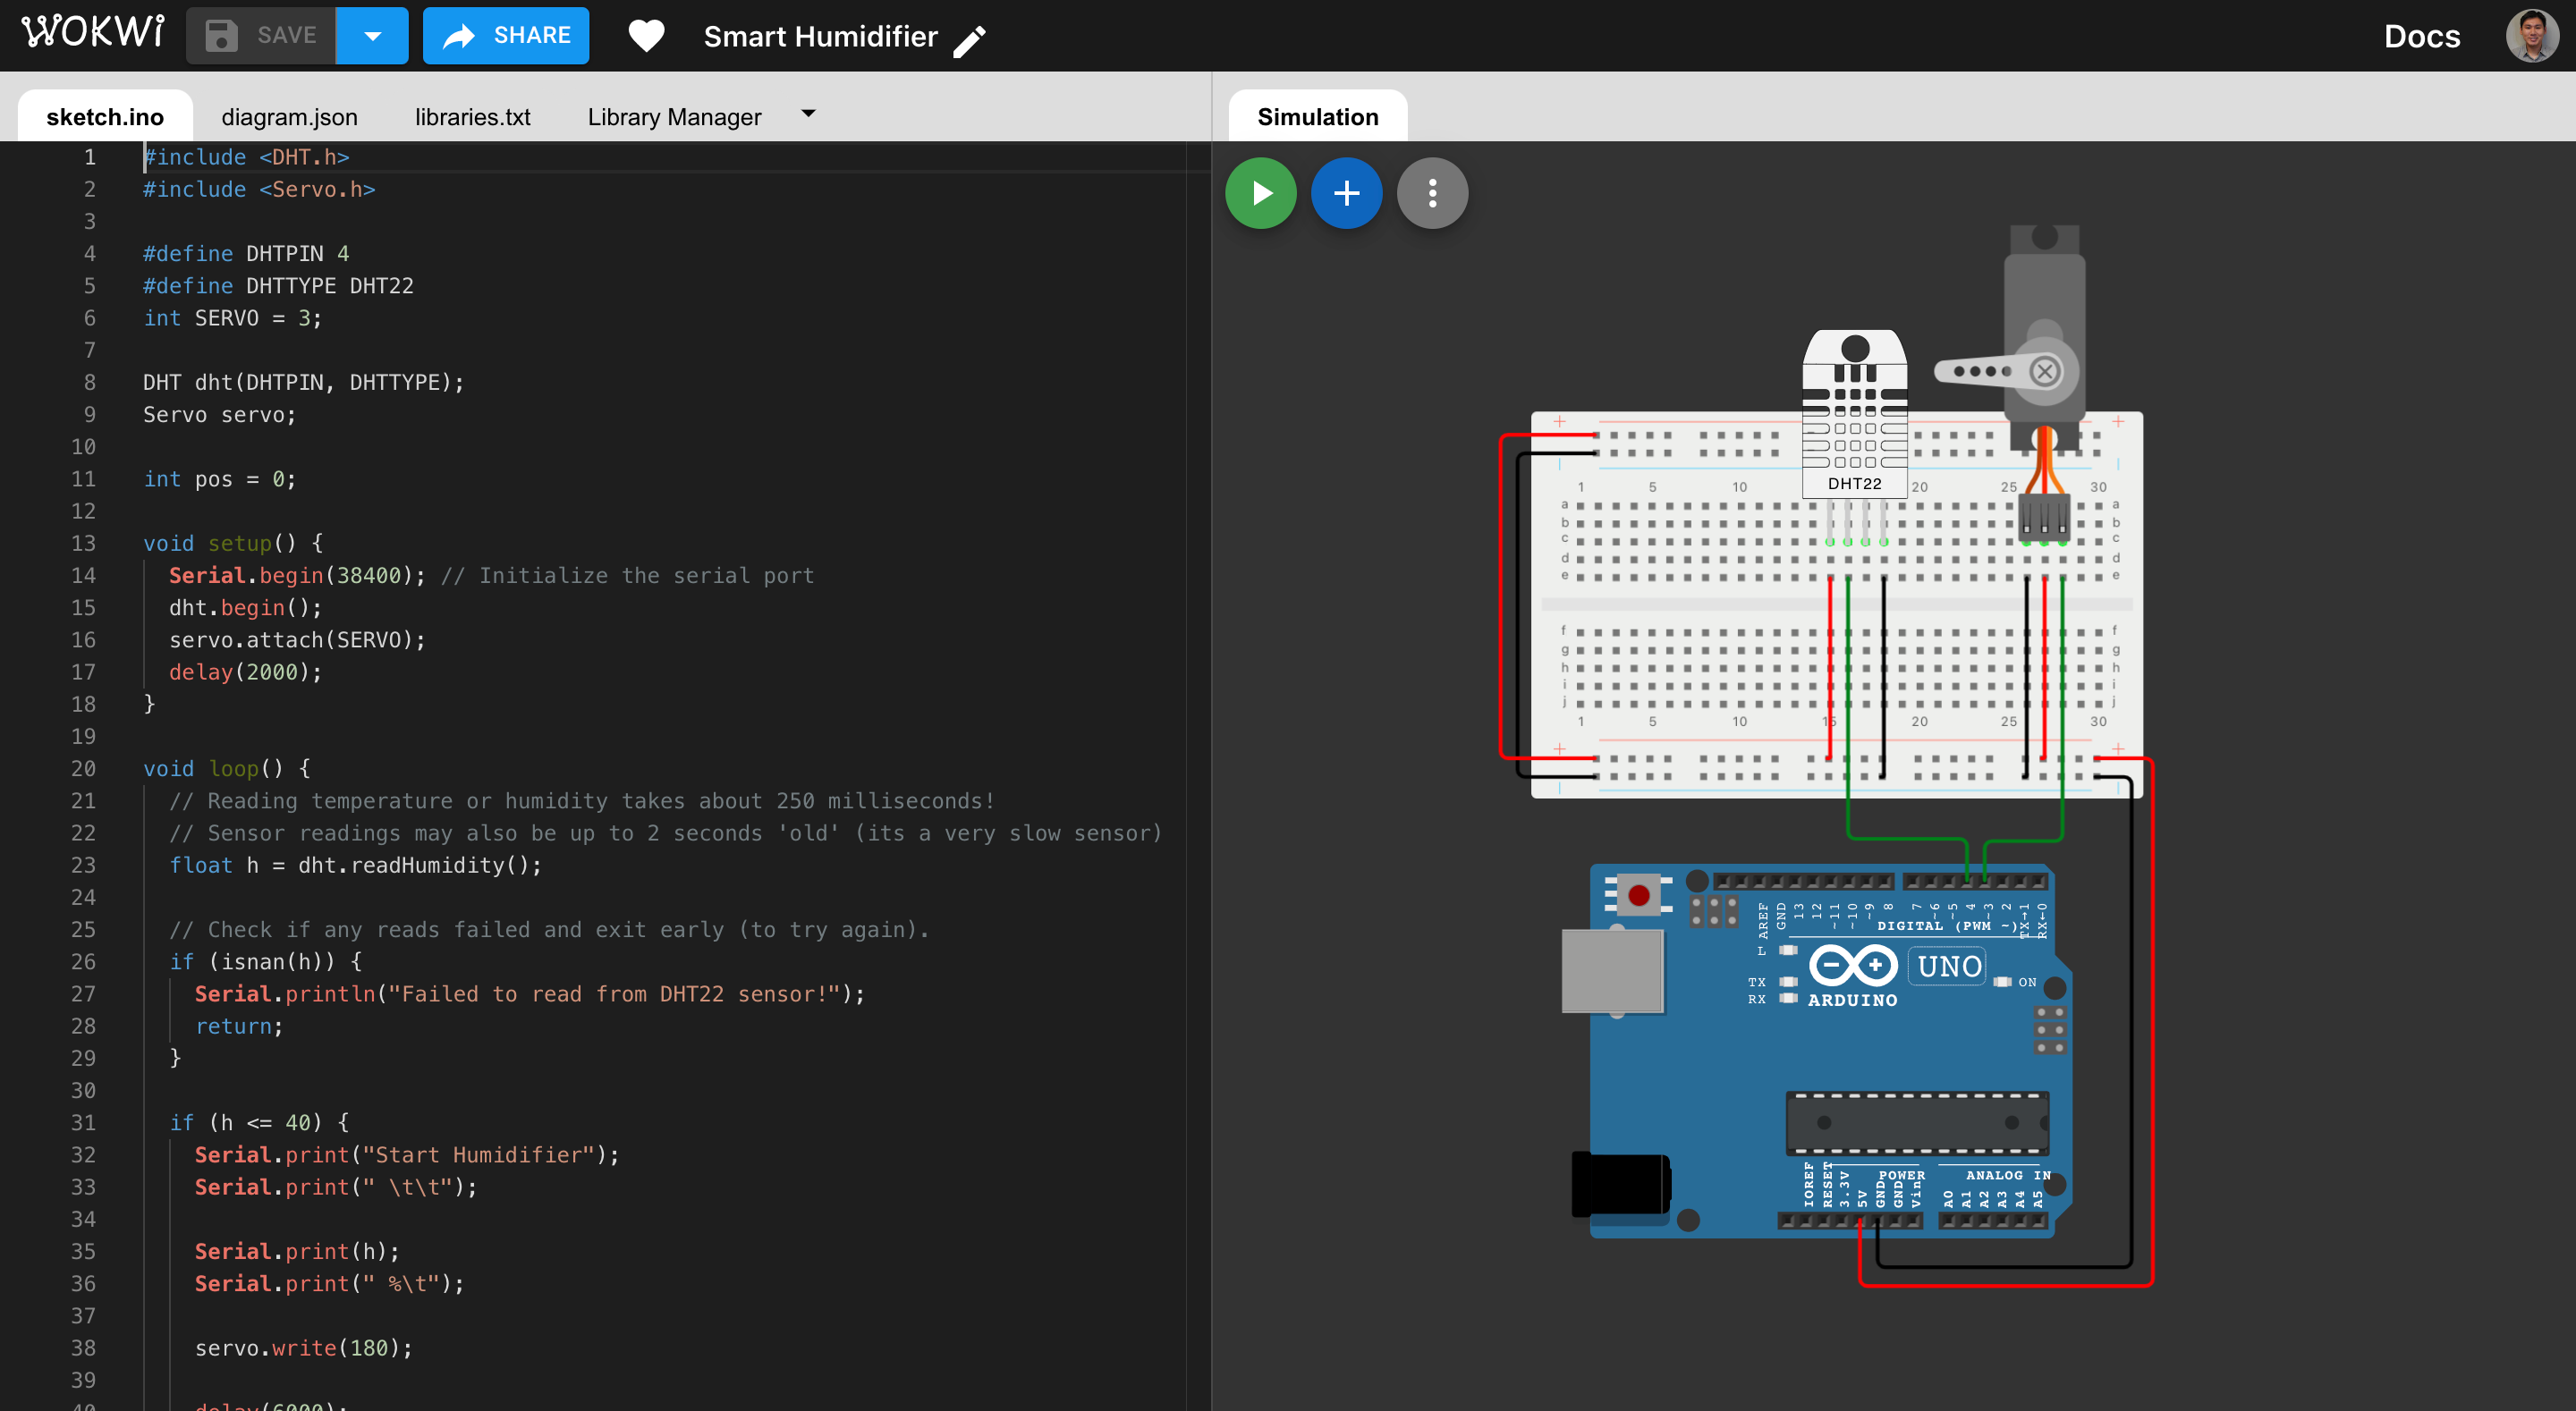 WOKWI SAVE SHARE Smart Humidifier Docs
sketch.ino diagram.json libraries.txt Library Manager
1 #include <DHT.h>
2 #include <Servo.h>
3
4 #define DHTPIN 4
5 #define DHTTYPE DHT22
6 int SERVO = 3;
7
8 DHT dht(DHTPIN, DHTTYPE);
9 Servo servo;
10
11 int pos = 0;
12
13 void setup() {
14 Serial.begin(38400); // Initialize the serial port
15 dht.begin();
16 servo.attach(SERVO);
17 delay(2000);
18 }
19
20 void loop() {
21 // Reading temperature or humidity takes about 250 milliseconds!
22 // Sensor readings may also be up to 2 seconds 'old' (its a very slow sensor)
23 float h = dht.readHumidity();
24
25 // Check if any reads failed and exit early (to try again).
26 if (isnan(h)) {
27 Serial.println("Failed to read from DHT22 sensor!");
28 return;
29 }
30
31 if (h <= 40) {
32 Serial.print("Start Humidifier");
33 Serial.print(" \t\t");
34
35 Serial.print(h);
36 Serial.print(" %\t");
37
38 servo.write(180);
39
40 delay(6000);
Simulation
+ +
DHT22
1 5 10 20 25 30
a a
b b
c c
d d
e e
f f
g g
h h
i i
j j
1 5 10 15 20 25 30
+ +
AREF GND 13 12 ~11 ~10 ~9 8 7 ~6 ~5 4 ~3 2 TX→1 RX←0
DIGITAL (PWM ~)
L
UNO
TX ON
RX ARDUINO
IOREF RESET 3.3V 5V GND GND Vin A0 A1 A2 A3 A4 A5
POWER ANALOG IN